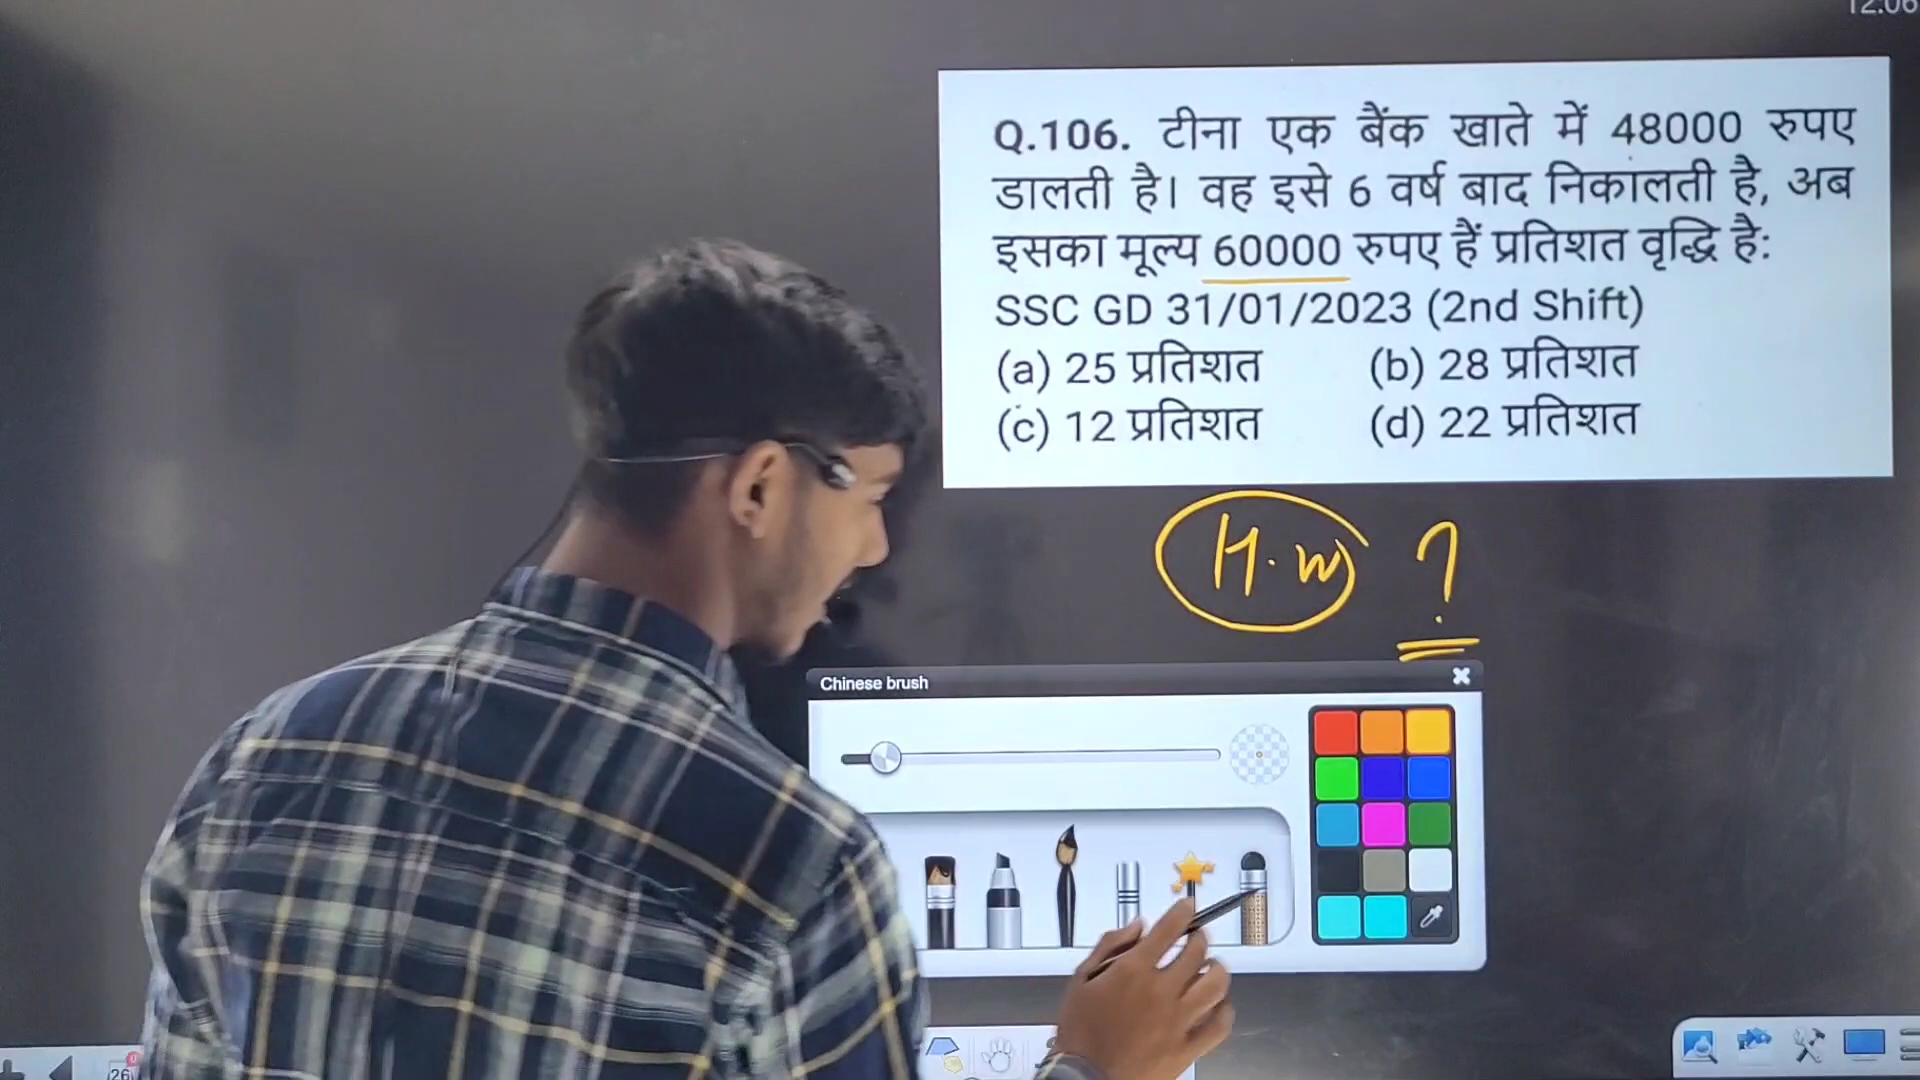 12:06
Q.106. टीना एक बैंक खाते में 48000 रुपए
डालती है। वह इसे 6 वर्ष बाद निकालती है, अब
इसका मूल्य 60000 रुपए हैं प्रतिशत वृद्धि है:
SSC GD 31/01/2023 (2nd Shift)
(a) 25 प्रतिशत (b) 28 प्रतिशत
(c) 12 प्रतिशत (d) 22 प्रतिशत
H.W ?
Chinese brush
26